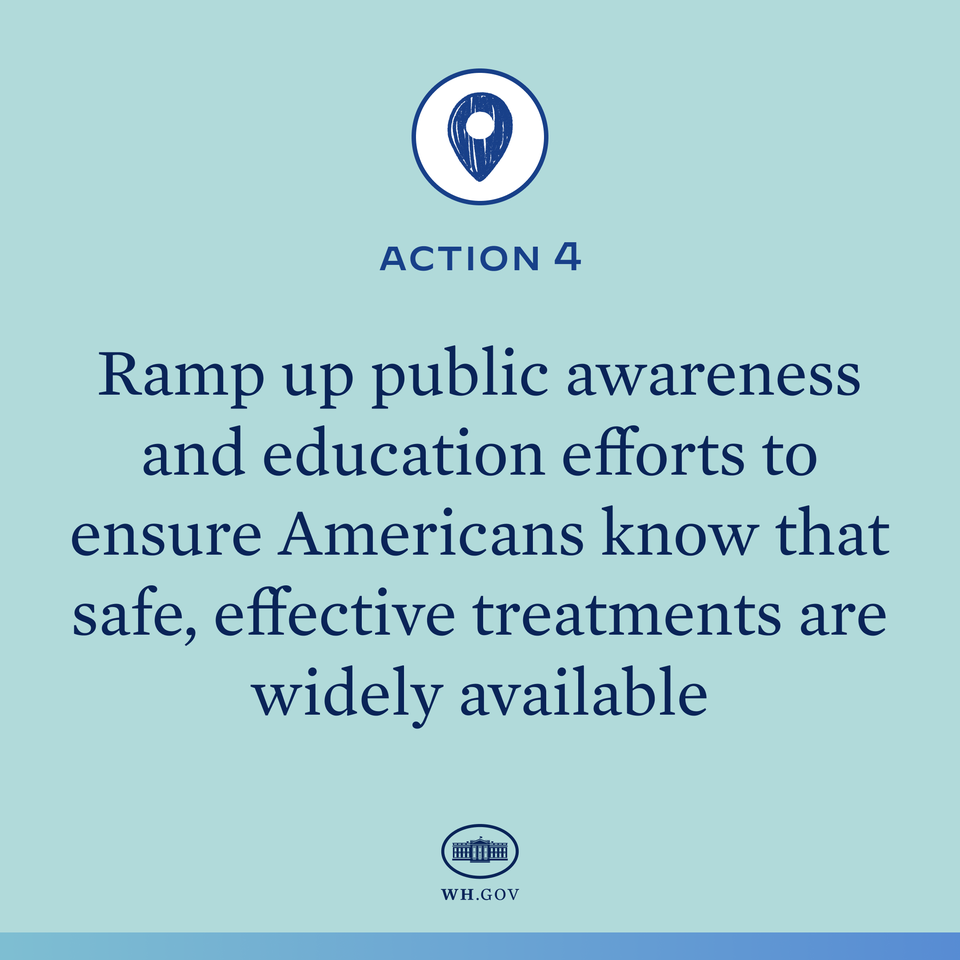 ACTION 4
Ramp up public awareness
and education efforts to
ensure Americans know that
safe, effective treatments are
widely available
WH.GOV